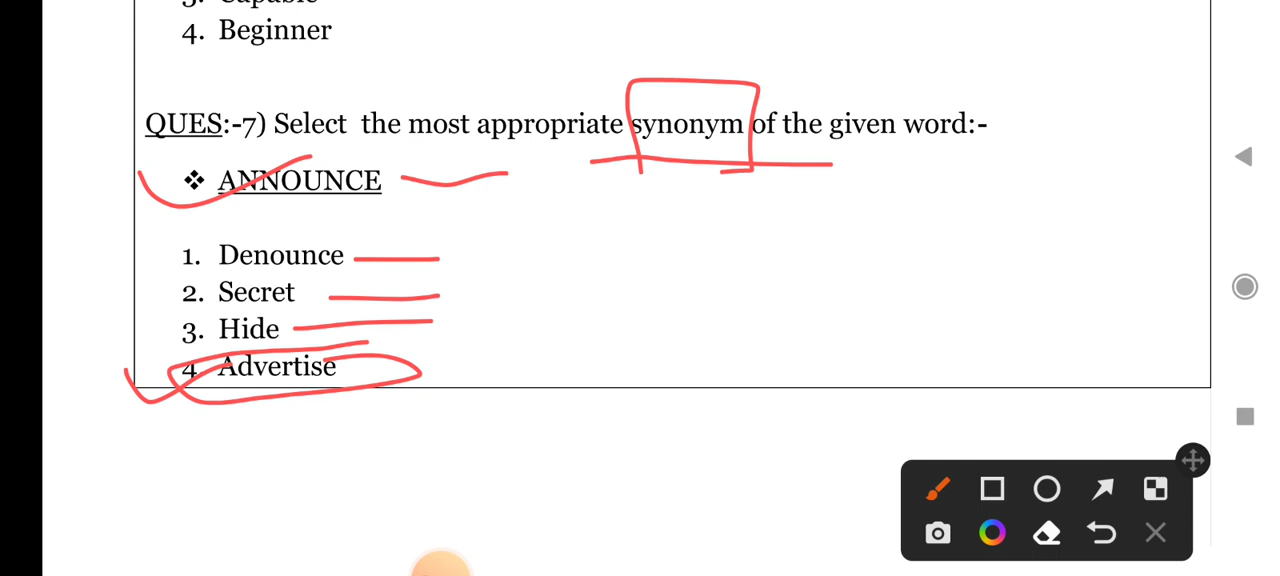 4. Beginner
QUES:-7) Select the most appropriate synonym of the given word:-
❖ ANNOUNCE
1. Denounce
2. Secret
3. Hide
4. Advertise